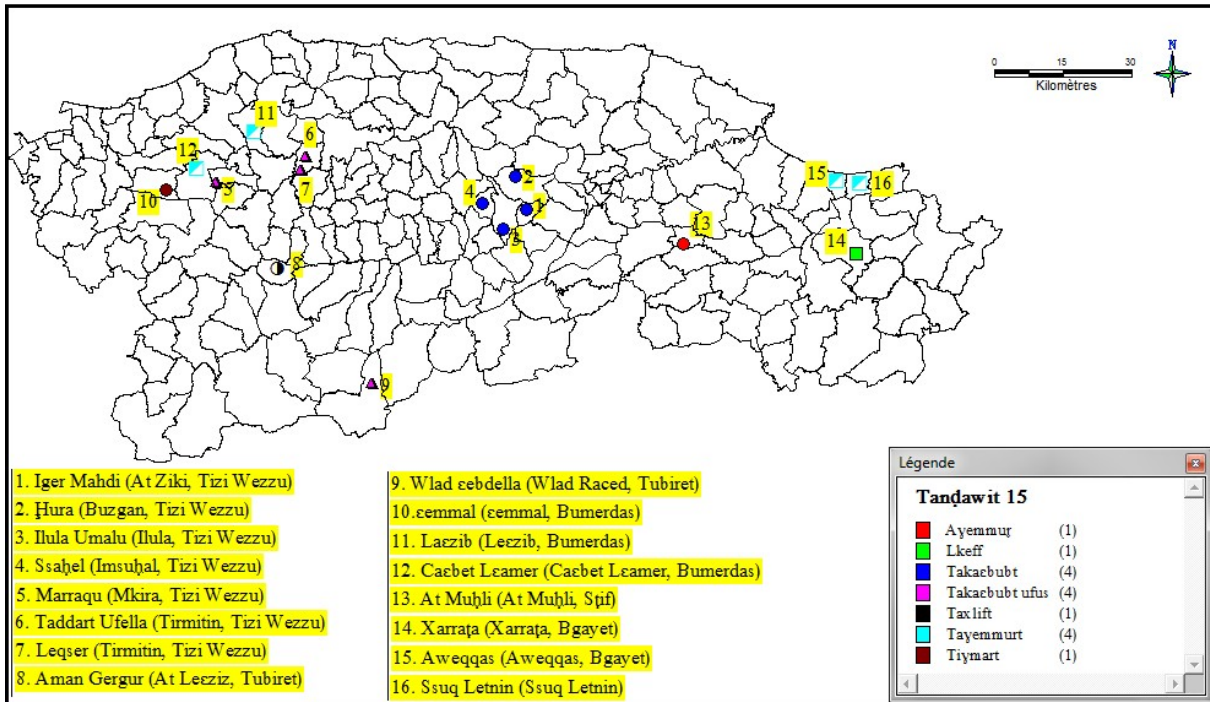 N
0 15 30
Kilomètres
11
6
12
5
7
10
4
2
1
3
8
9
13
15
16
14
1. Iger Mahdi (At Ziki, Tizi Wezzu)
2. Ḥura (Buzgan, Tizi Wezzu)
3. Ilula Umalu (Ilula, Tizi Wezzu)
4. Ssaḥel (Imsuḥal, Tizi Wezzu)
5. Marraqu (Mkira, Tizi Wezzu)
6. Taddart Ufella (Tirmitin, Tizi Wezzu)
7. Leqser (Tirmitin, Tizi Wezzu)
8. Aman Gergur (At Leɛziz, Tubiret)
9. Wlad ɛebdella (Wlad Raced, Tubiret)
10.ɛemmal (ɛemmal, Bumerdas)
11. Laɛzib (Leɛzib, Bumerdas)
12. Caɛbet Lɛamer (Caɛbet Lɛamer, Bumerdas)
13. At Muḥli (At Muḥli, Sṭif)
14. Xarraṭa (Xarraṭa, Bgayet)
15. Aweqqas (Aweqqas, Bgayet)
16. Ssuq Letnin (Ssuq Letnin)
Légende
Tanḍawit 15
Aɣemmuṛ (1)
Lkeff (1)
Takaɛbubt (4)
Takaɛbubt ufus (4)
Taxlift (1)
Taɣemmurt (4)
Tiɣmart (1)